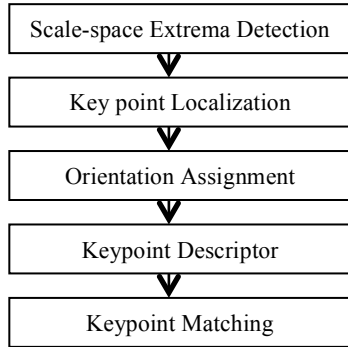 Scale-space Extrema Detection
Key point Localization
Orientation Assignment
Keypoint Descriptor
Keypoint Matching